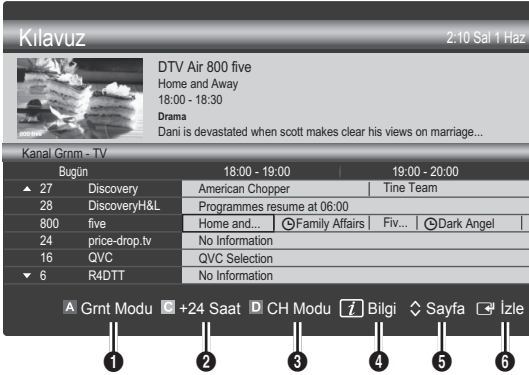 Kılavuz 2:10 Sal 1 Haz
DTV Air 800 five
Home and Away
18:00 - 18:30
Drama
Dani is devastated when scott makes clear his views on marriage...
800 five
Kanal Grnm - TV
Bugün 18:00 - 19:00 19:00 - 20:00
▲ 27 Discovery American Chopper Tine Team
28 DiscoveryH&L Programmes resume at 06:00
800 five Home and... Family Affairs Fiv... Dark Angel
24 price-drop.tv No Information
16 QVC QVC Selection
▼ 6 R4DTT No Information
A Grnt Modu C +24 Saat D CH Modu i Bilgi Sayfa İzle
1 2 3 4 5 6